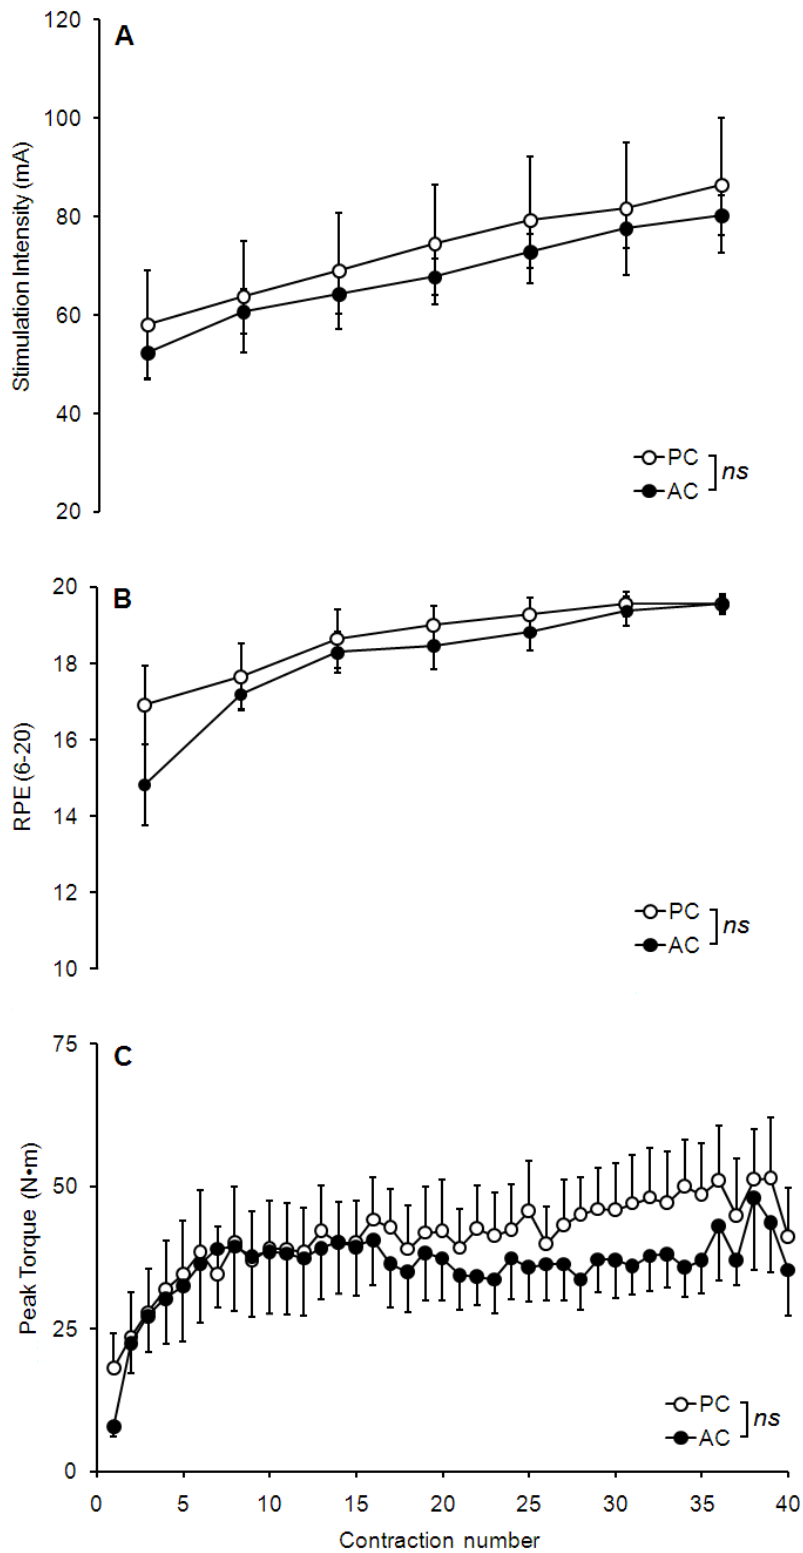 A
120
100
80
60
40
20
Stimulation Intensity (mA)
PC
AC
ns
B
20
18
16
14
12
10
RPE (6-20)
PC
AC
ns
C
75
50
25
0
Peak Torque (N•m)
PC
AC
ns
0 5 10 15 20 25 30 35 40
Contraction number